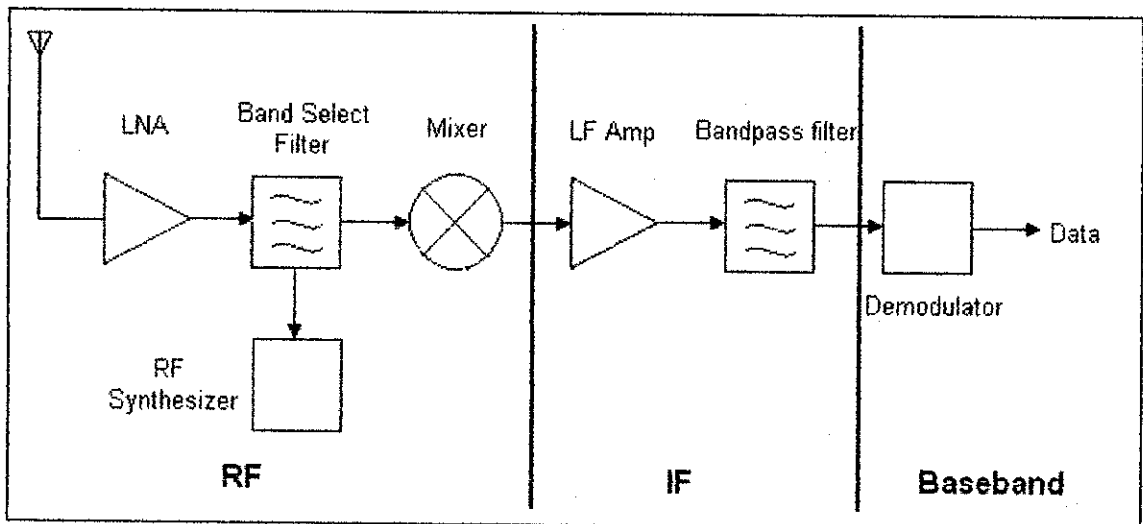 LNA
Band Select
Filter
Mixer
LF Amp
Bandpass filter
Data
Demodulator
RF
Synthesizer
RF
IF
Baseband